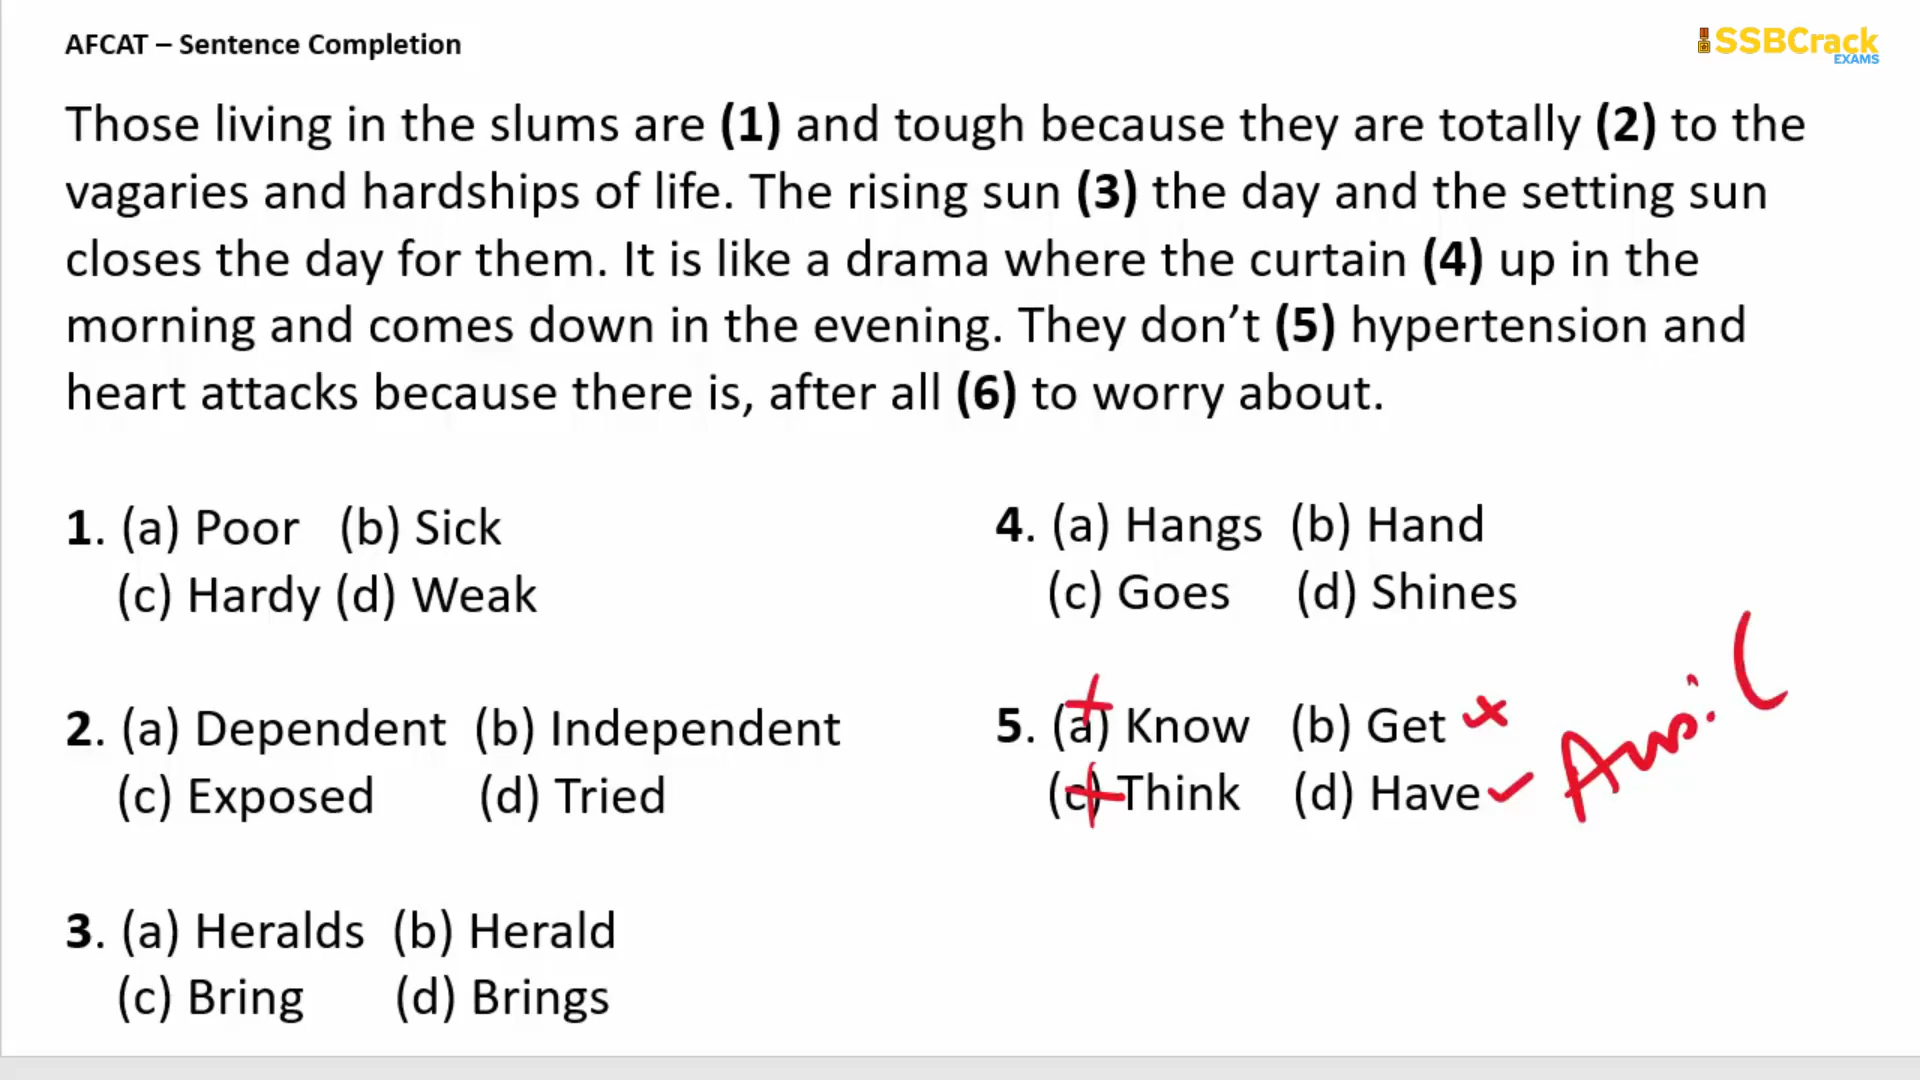 AFCAT – Sentence Completion
SSBCrack
EXAMS
Those living in the slums are (1) and tough because they are totally (2) to the
vagaries and hardships of life. The rising sun (3) the day and the setting sun
closes the day for them. It is like a drama where the curtain (4) up in the
morning and comes down in the evening. They don’t (5) hypertension and
heart attacks because there is, after all (6) to worry about.
1. (a) Poor (b) Sick
(c) Hardy (d) Weak
2. (a) Dependent (b) Independent
(c) Exposed (d) Tried
3. (a) Heralds (b) Herald
(c) Bring (d) Brings
4. (a) Hangs (b) Hand
(c) Goes (d) Shines
5. (a) Know (b) Get
(c) Think (d) Have
Ans: (